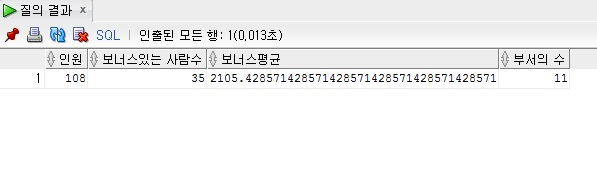 질의 결과 ×
SQL | 인출된 모든 행: 1(0,013초)
인원 보너스있는 사람수 보너스평균 부서의 수
1 108 35 2105.428571428571428571428571428571428571 11